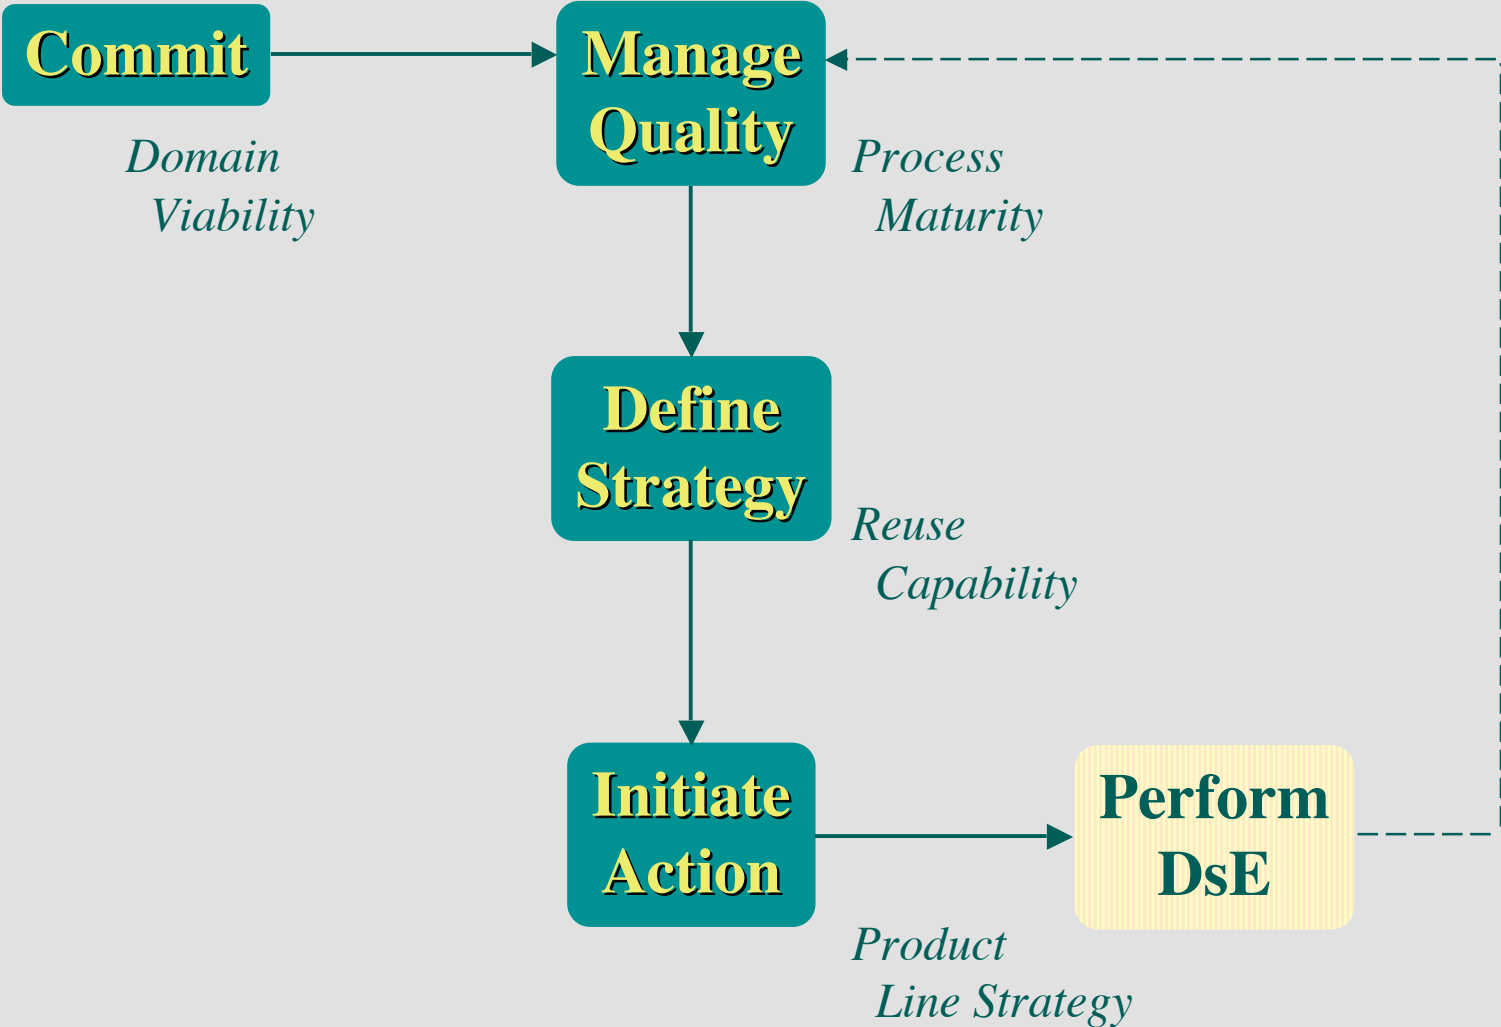 Commit
Manage
Quality
Domain
Viability
Process
Maturity
Define
Strategy
Reuse
Capability
Initiate
Action
Perform
DsE
Product
Line Strategy